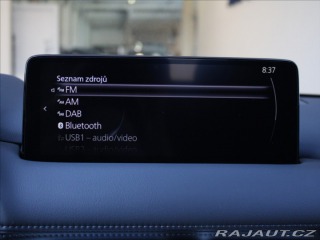 8:37
Seznam zdrojů
FM
AM
DAB
Bluetooth
USB1 – audio/video
RAJAUT.CZ